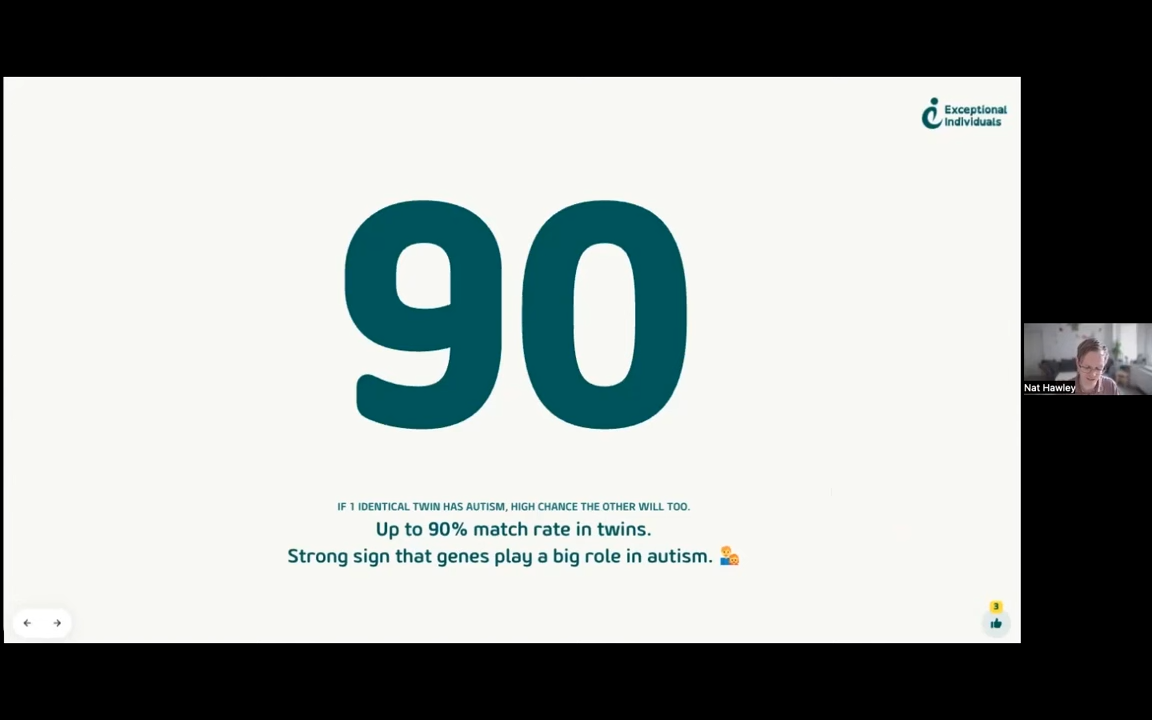 Exceptional
Individuals
90
IF 1 IDENTICAL TWIN HAS AUTISM, HIGH CHANCE THE OTHER WILL TOO.
Up to 90% match rate in twins.
Strong sign that genes play a big role in autism.
Nat Hawley
3